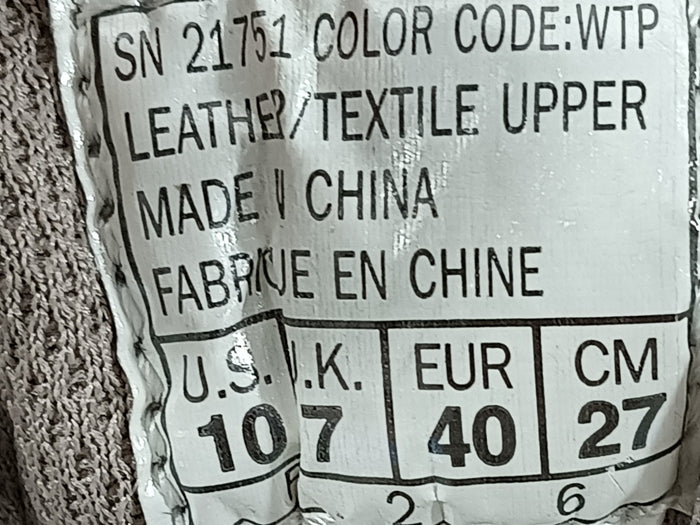 SN 21751 COLOR CODE:WTP
LEATHER/TEXTILE UPPER
MADE IN CHINA
FABRIQUE EN CHINE
U.S. U.K. EUR CM
10 7 40 27
2 6